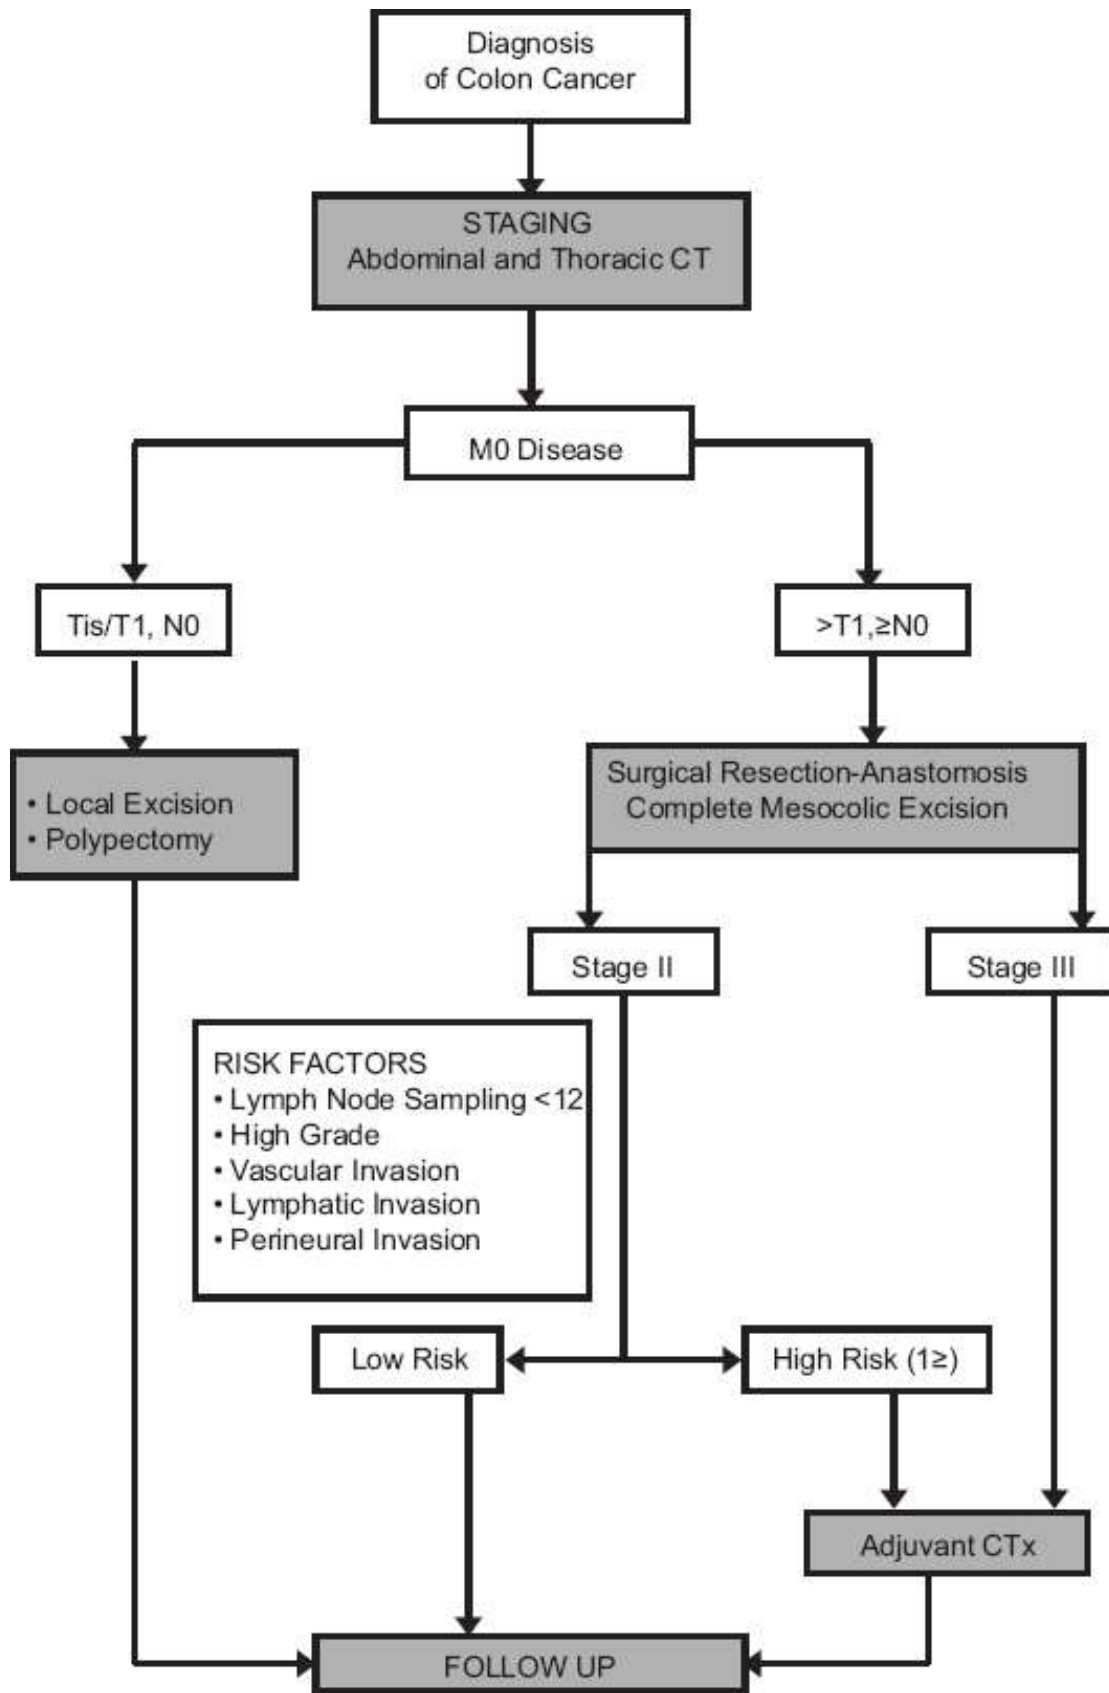 Diagnosis
of Colon Cancer
STAGING
Abdominal and Thoracic CT
M0 Disease
Tis/T1, N0
>T1,≥N0
• Local Excision
• Polypectomy
Surgical Resection-Anastomosis
Complete Mesocolic Excision
Stage II
Stage III
RISK FACTORS
• Lymph Node Sampling <12
• High Grade
• Vascular Invasion
• Lymphatic Invasion
• Perineural Invasion
Low Risk
High Risk (1≥)
Adjuvant CTx
FOLLOW UP